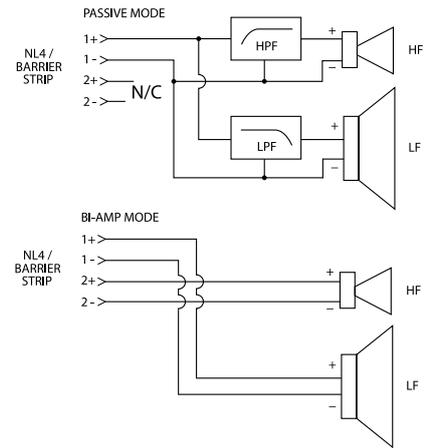 PASSIVE MODE
NL4 /
BARRIER
STRIP
1+
1 -
2+
2 -
N/C
HPF
+
−
HF
LPF
+
−
LF
BI-AMP MODE
NL4 /
BARRIER
STRIP
1+
1 -
2+
2 -
+
−
HF
+
−
LF